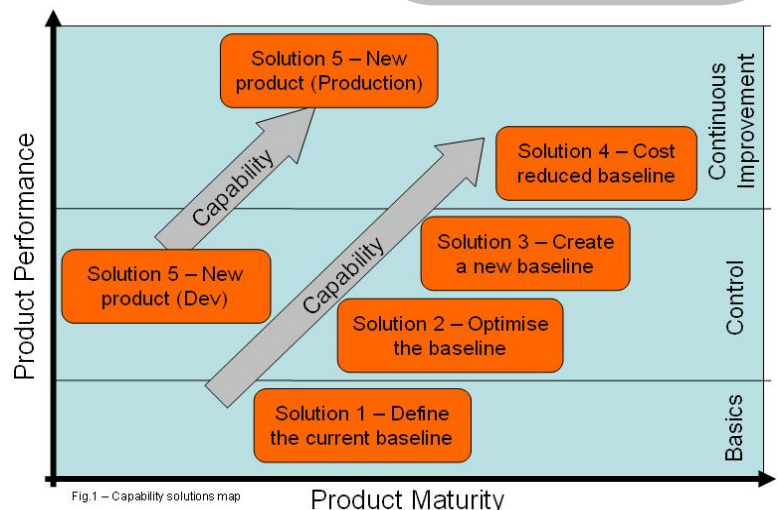 Solution 5 – New
product (Production)
Continuous
Improvement
Solution 4 – Cost
reduced baseline
Capability
Product Performance
Solution 5 – New
product (Dev)
Solution 3 – Create
a new baseline
Capability
Control
Solution 2 – Optimise
the baseline
Solution 1 – Define
the current baseline
Basics
Fig.1 – Capability solutions map
Product Maturity